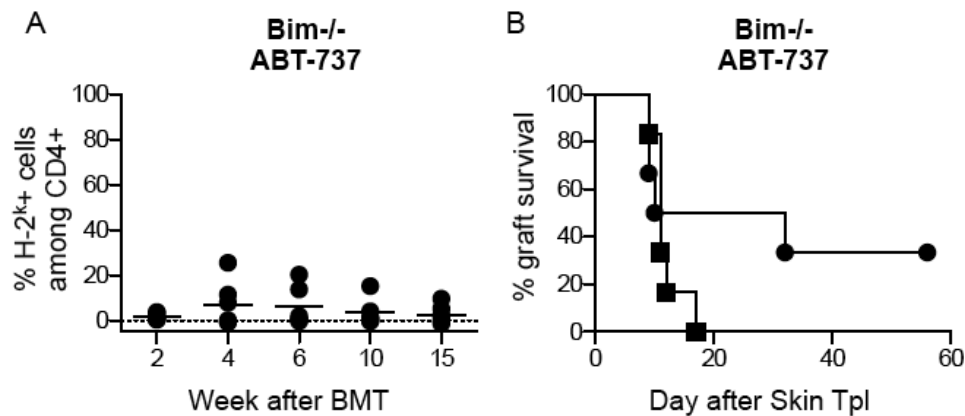 A
Bim-/-
ABT-737
% H-2ᵏ+ cells
among CD4+
100
80
60
40
20
0
2
4
6
10
15
Week after BMT
B
Bim-/-
ABT-737
% graft survival
100
80
60
40
20
0
0
20
40
60
Day after Skin Tpl